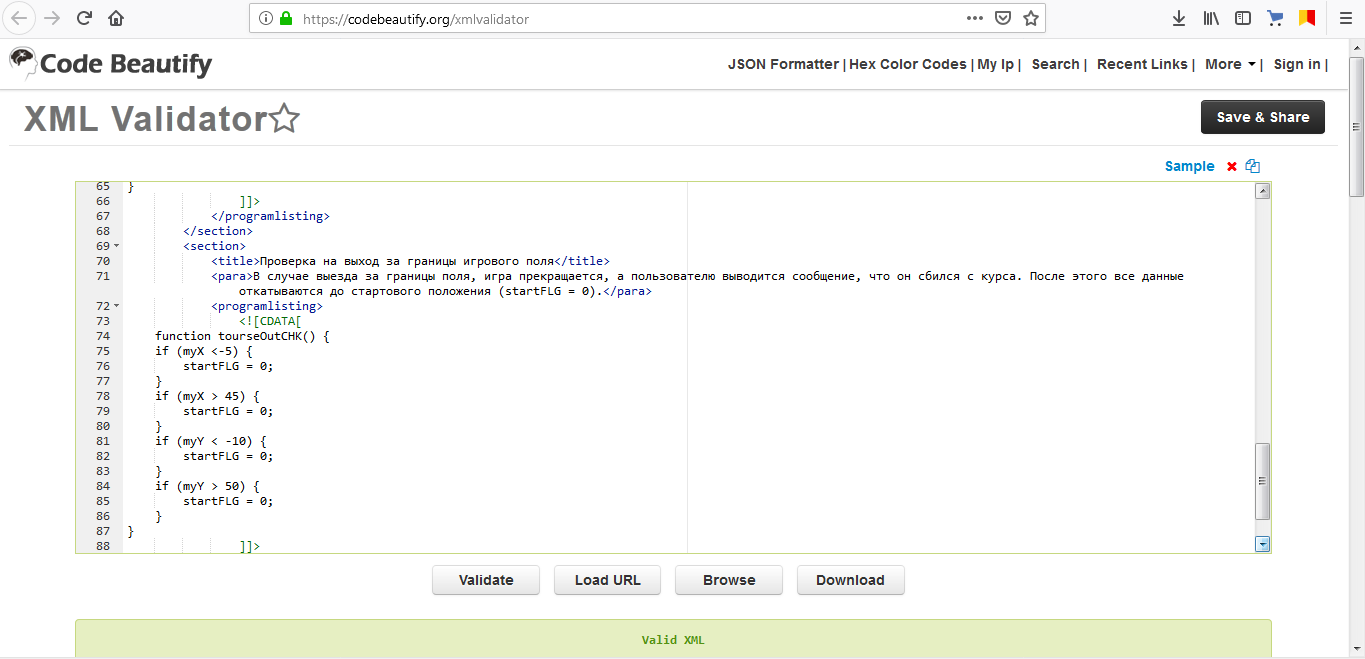 https://codebeautify.org/xmlvalidator
Code Beautify
JSON Formatter | Hex Color Codes | My Ip | Search | Recent Links | More | Sign in |
XML Validator
Save & Share
Sample
65 }
66 ]]>
67 </programlisting>
68 </section>
69 <section>
70 <title>Проверка на выход за границы игрового поля</title>
71 <para>В случае выезда за границы поля, игра прекращается, а пользователю выводится сообщение, что он сбился с курса. После этого все данные
откатываются до стартового положения (startFLG = 0).</para>
72 <programlisting>
73 <![CDATA[
74 function tourseOutCHK() {
75 if (myX <-5) {
76 startFLG = 0;
77 }
78 if (myX > 45) {
79 startFLG = 0;
80 }
81 if (myY < -10) {
82 startFLG = 0;
83 }
84 if (myY > 50) {
85 startFLG = 0;
86 }
87 }
88 ]]>
Validate Load URL Browse Download
Valid XML